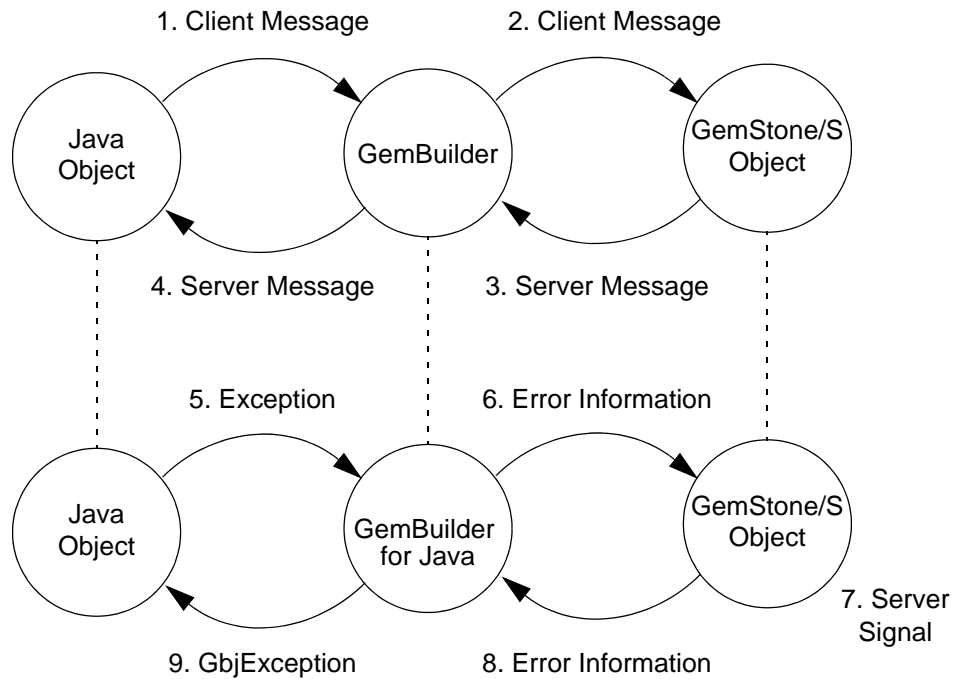 1. Client Message
2. Client Message
Java
Object
GemBuilder
GemStone/S
Object
4. Server Message
3. Server Message
5. Exception
6. Error Information
Java
Object
GemBuilder
for Java
GemStone/S
Object
7. Server
Signal
9. GbjException
8. Error Information